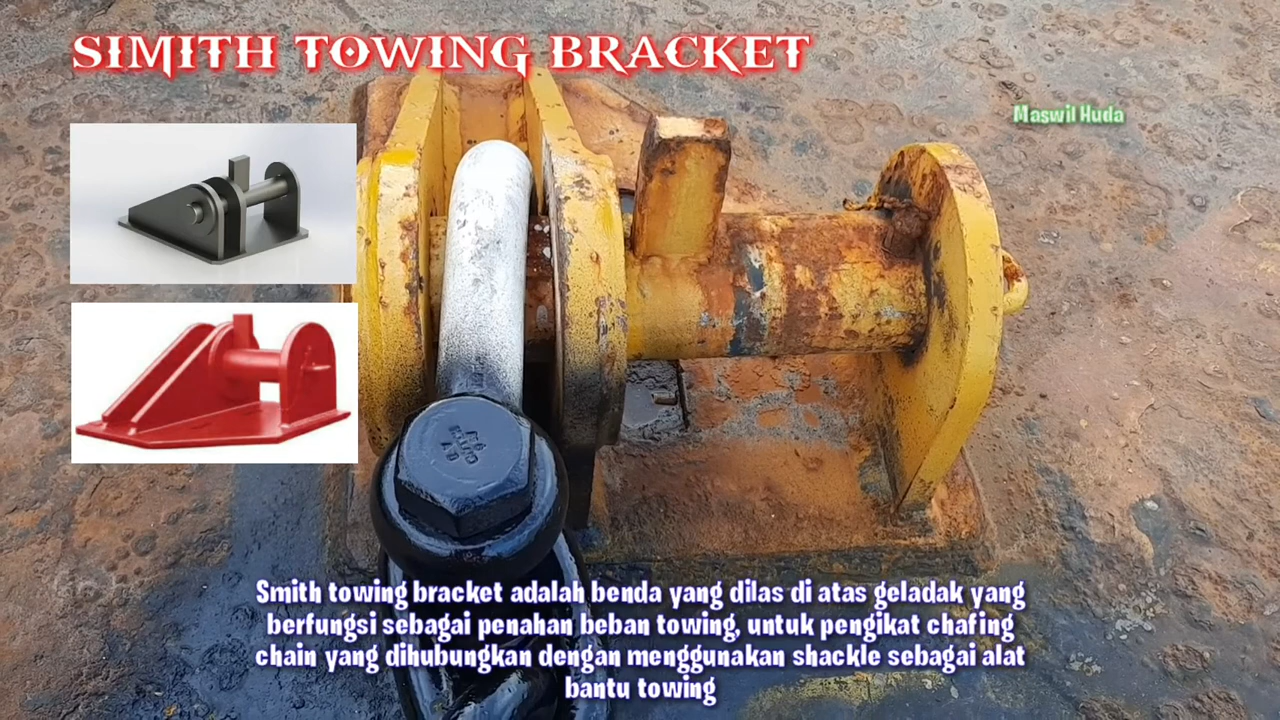 SIMITH TOWING BRACKET
Maswil Huda
Smith towing bracket adalah benda yang dilas di atas geladak yang
berfungsi sebagai penahan beban towing, untuk pengikat chafing
chain yang dihubungkan dengan menggunakan shackle sebagai alat
bantu towing